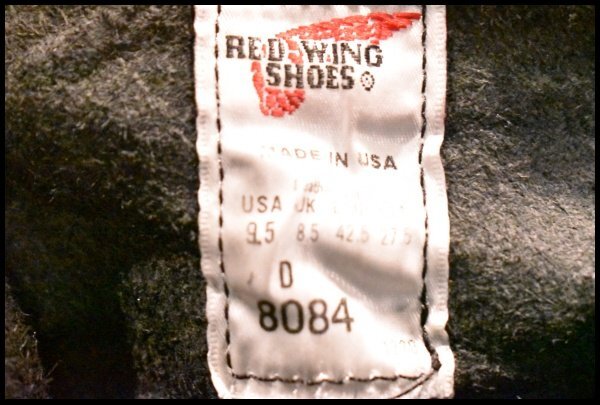 RED WING
SHOES ®
MADE IN USA
USA UK
9.5 8.5 42.5 27.5
D
8084